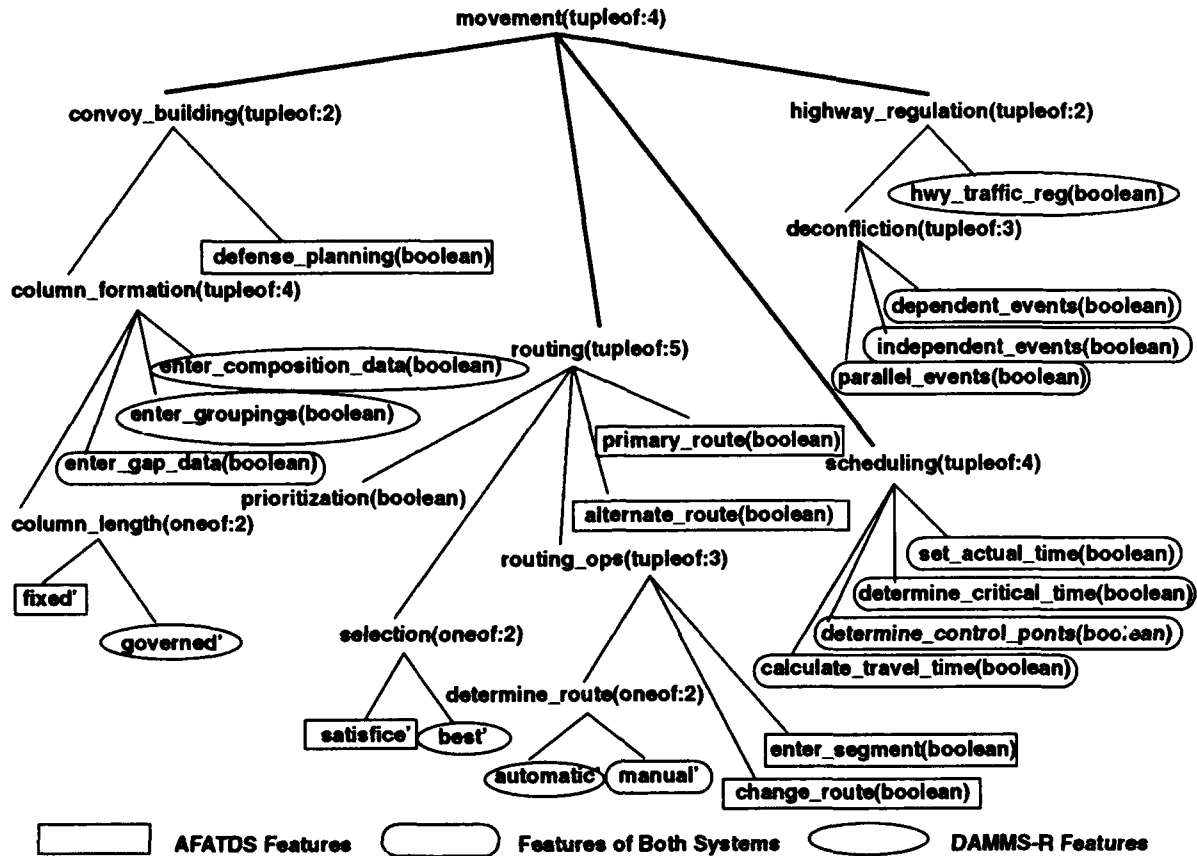 movement(tupleof:4)
convoy_building(tupleof:2)
highway_regulation(tupleof:2)
hwy_traffic_reg(boolean)
deconfliction(tupleof:3)
defense_planning(boolean)
column_formation(tupleof:4)
dependent_events(boolean)
independent_events(boolean)
parallel_events(boolean)
routing(tupleof:5)
enter_composition_data(boolean)
enter_groupings(boolean)
enter_gap_data(boolean)
primary_route(boolean)
scheduling(tupleof:4)
prioritization(boolean)
alternate_route(boolean)
column_length(oneof:2)
routing_ops(tupleof:3)
set_actual_time(boolean)
fixed'
determine_critical_time(boolean)
governed'
selection(oneof:2)
determine_control_ponts(boolean)
calculate_travel_time(boolean)
determine_route(oneof:2)
satisfice'
best'
enter_segment(boolean)
automatic'
manual'
change_route(boolean)
AFATDS Features
Features of Both Systems
DAMMS-R Features